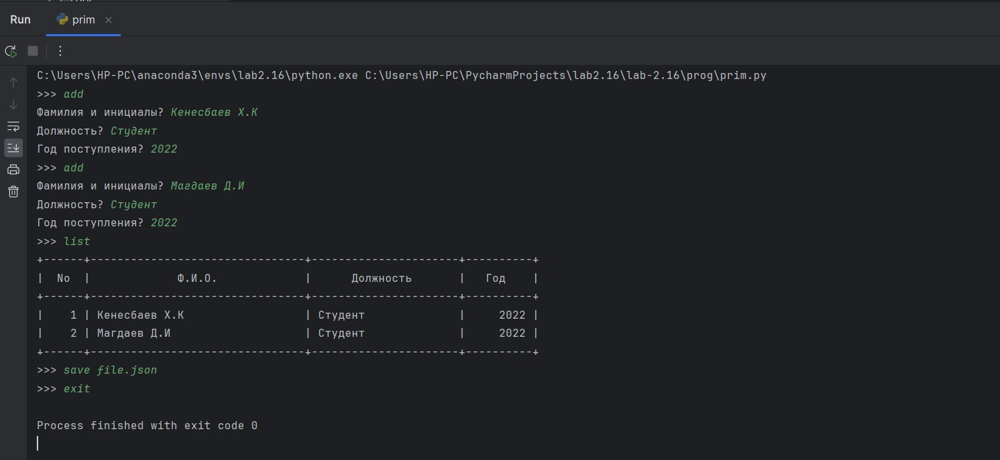 Run prim
C:\Users\HP-PC\anaconda3\envs\lab2.16\python.exe C:\Users\HP-PC\PycharmProjects\lab2.16\lab-2.16\prog\prim.py
>>> add
Фамилия и инициалы? Кенесбаев Х.К
Должность? Студент
Год поступления? 2022
>>> add
Фамилия и инициалы? Магдаев Д.И
Должность? Студент
Год поступления? 2022
>>> list
+------+--------------------------------+----------------------+----------+
|  No  |             Ф.И.О.             |      Должность       |   Год    |
+------+--------------------------------+----------------------+----------+
|    1 | Кенесбаев Х.К                  | Студент              |     2022 |
|    2 | Магдаев Д.И                    | Студент              |     2022 |
+------+--------------------------------+----------------------+----------+
>>> save file.json
>>> exit
Process finished with exit code 0